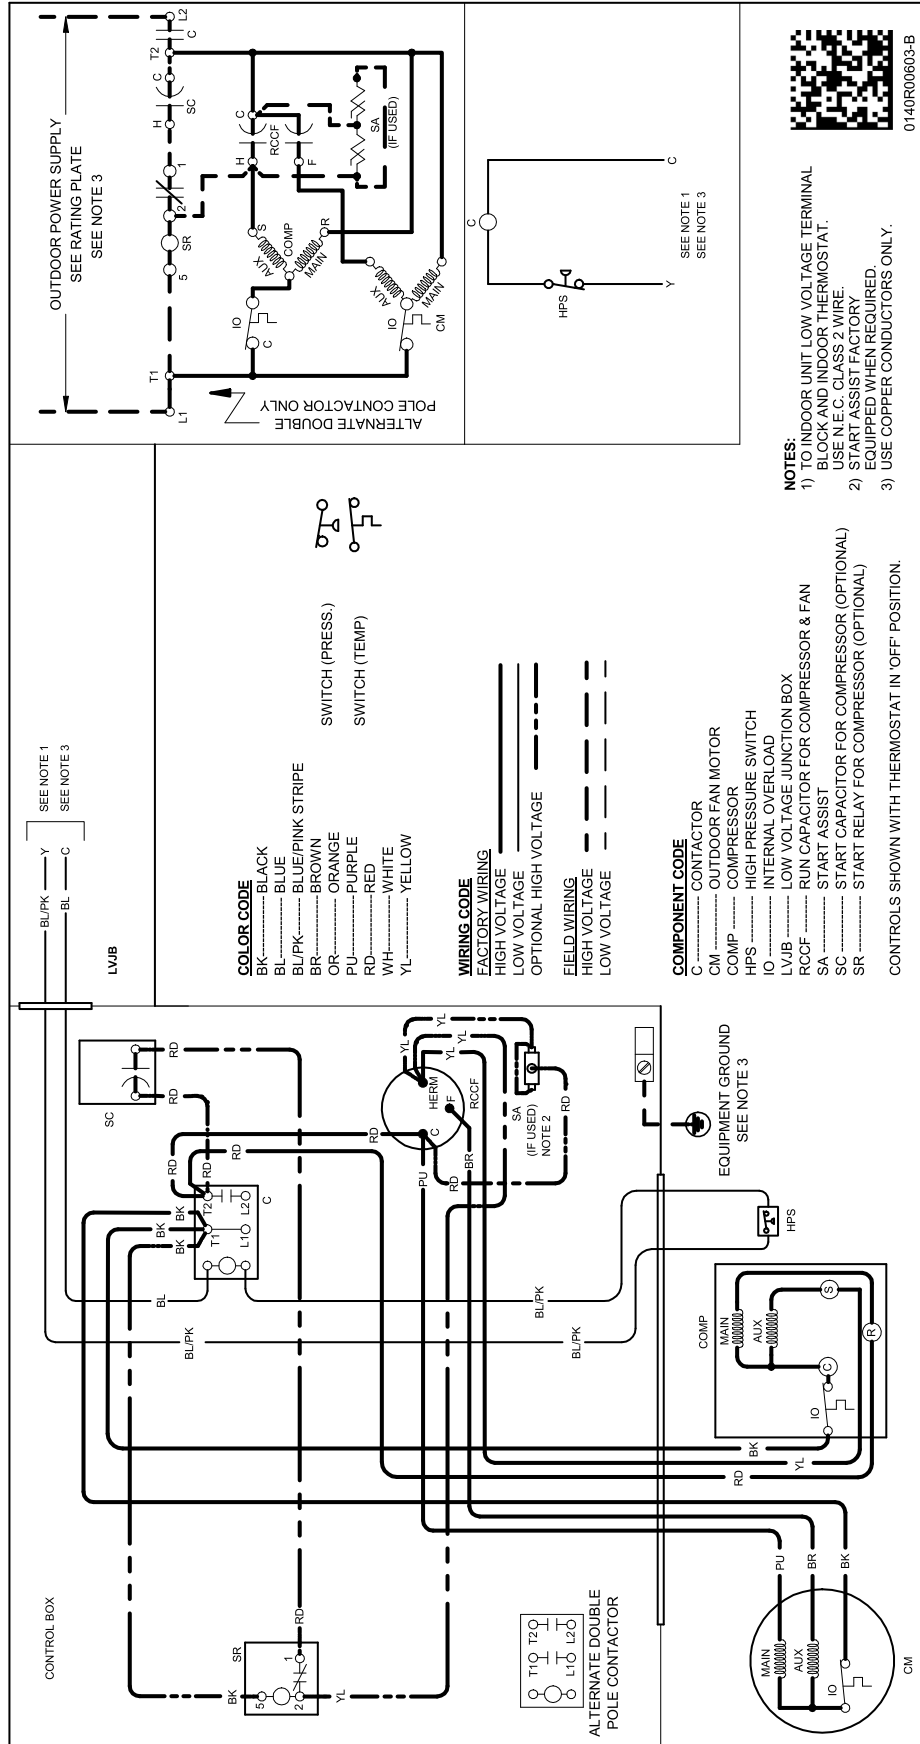 CONTROL BOX
SR
BK
5
2
1
RD
YL
T1
T2
L1
L2
ALTERNATE DOUBLE
POLE CONTACTOR
MAIN
AUX
IO
CM
PU
BR
BK
BL/PK
BL
BL/PK
BL/PK
BK
BK
BK
T1
T2
L1
L2
C
RD
RD
RD
RD
RD
RD
SC
PU
RD
BR
C
F
HERM
RCCF
YL
YL
YL
YL
SA
(IF USED)
NOTE 2
RD
RD
BK
YL
COMP
MAIN
AUX
IO
C
S
R
HPS
EQUIPMENT GROUND
SEE NOTE 3
LVJB
BL/PK
Y
BL
C
SEE NOTE 1
SEE NOTE 3
COLOR CODE
BK---------- BLACK
BL---------- BLUE
BL/PK------ BLUE/PINK STRIPE
BR---------- BROWN
OR---------- ORANGE
PU---------- PURPLE
RD---------- RED
WH---------- WHITE
YL---------- YELLOW
SWITCH (PRESS.)
SWITCH (TEMP)
WIRING CODE
FACTORY WIRING
HIGH VOLTAGE
LOW VOLTAGE
OPTIONAL HIGH VOLTAGE
FIELD WIRING
HIGH VOLTAGE
LOW VOLTAGE
COMPONENT CODE
C ---------- CONTACTOR
CM -------- OUTDOOR FAN MOTOR
COMP ------- COMPRESSOR
HPS -------- HIGH PRESSURE SWITCH
IO ---------- INTERNAL OVERLOAD
LVJB -------- LOW VOLTAGE JUNCTION BOX
RCCF ------- RUN CAPACITOR FOR COMPRESSOR & FAN
SA ---------- START ASSIST
SC ---------- START CAPACITOR FOR COMPRESSOR (OPTIONAL)
SR ---------- START RELAY FOR COMPRESSOR (OPTIONAL)
CONTROLS SHOWN WITH THERMOSTAT IN 'OFF' POSITION.
OUTDOOR POWER SUPPLY
SEE RATING PLATE
SEE NOTE 3
L1
T1
5
SR
2
1
H
SC
C
T2
C
L2
ALTERNATE DOUBLE
POLE CONTACTOR ONLY
IO
C
AUX
S
COMP
MAIN
R
H
RCCF
C
F
SA
(IF USED)
IO
CM
AUX
MAIN
C
HPS
Y
C
SEE NOTE 1
SEE NOTE 3
NOTES:
1) TO INDOOR UNIT LOW VOLTAGE TERMINAL
BLOCK AND INDOOR THERMOSTAT.
USE N.E.C. CLASS 2 WIRE.
2) START ASSIST FACTORY
EQUIPPED WHEN REQUIRED.
3) USE COPPER CONDUCTORS ONLY.
0140R00603-B